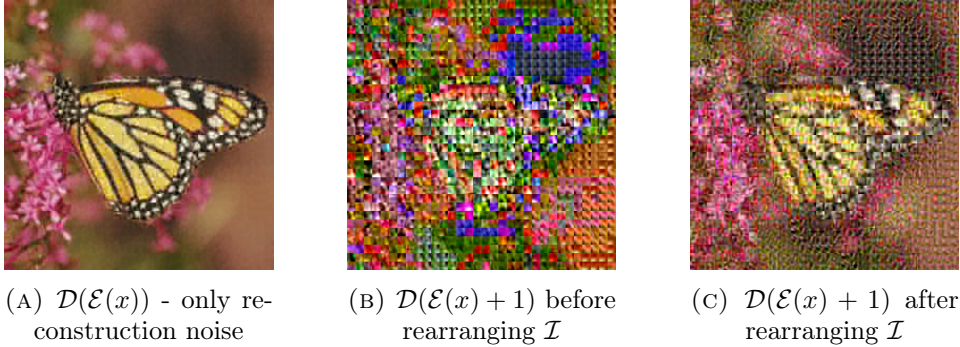 (A) D(E(x)) - only re-
construction noise
(B) D(E(x) + 1) before
rearranging I
(C) D(E(x) + 1) after
rearranging I